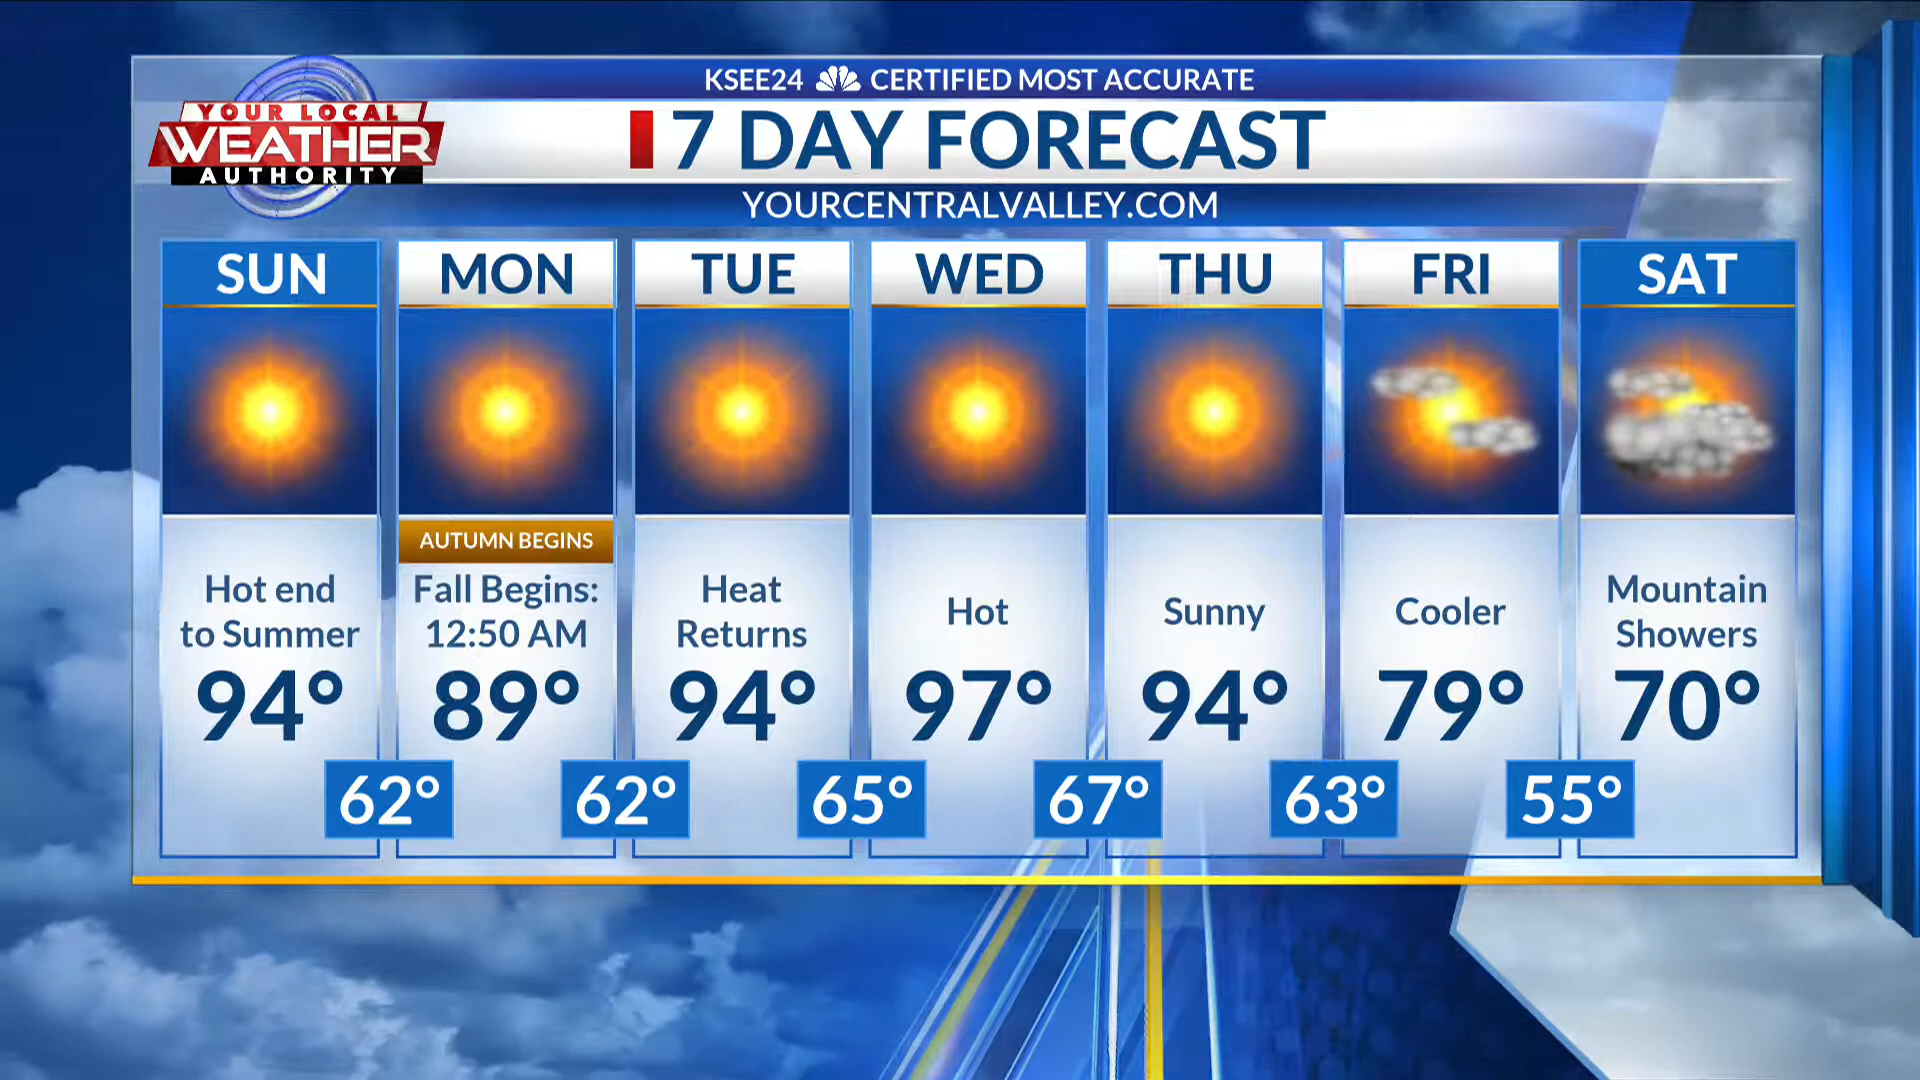 KSEE24 CERTIFIED MOST ACCURATE
YOUR LOCAL
WEATHER
AUTHORITY
7 DAY FORECAST
YOURCENTRALVALLEY.COM
SUN
MON
TUE
WED
THU
FRI
SAT
AUTUMN BEGINS
Hot end
to Summer
94°
Fall Begins:
12:50 AM
89°
Heat
Returns
94°
Hot
97°
Sunny
94°
Cooler
79°
Mountain
Showers
70°
62°
62°
65°
67°
63°
55°